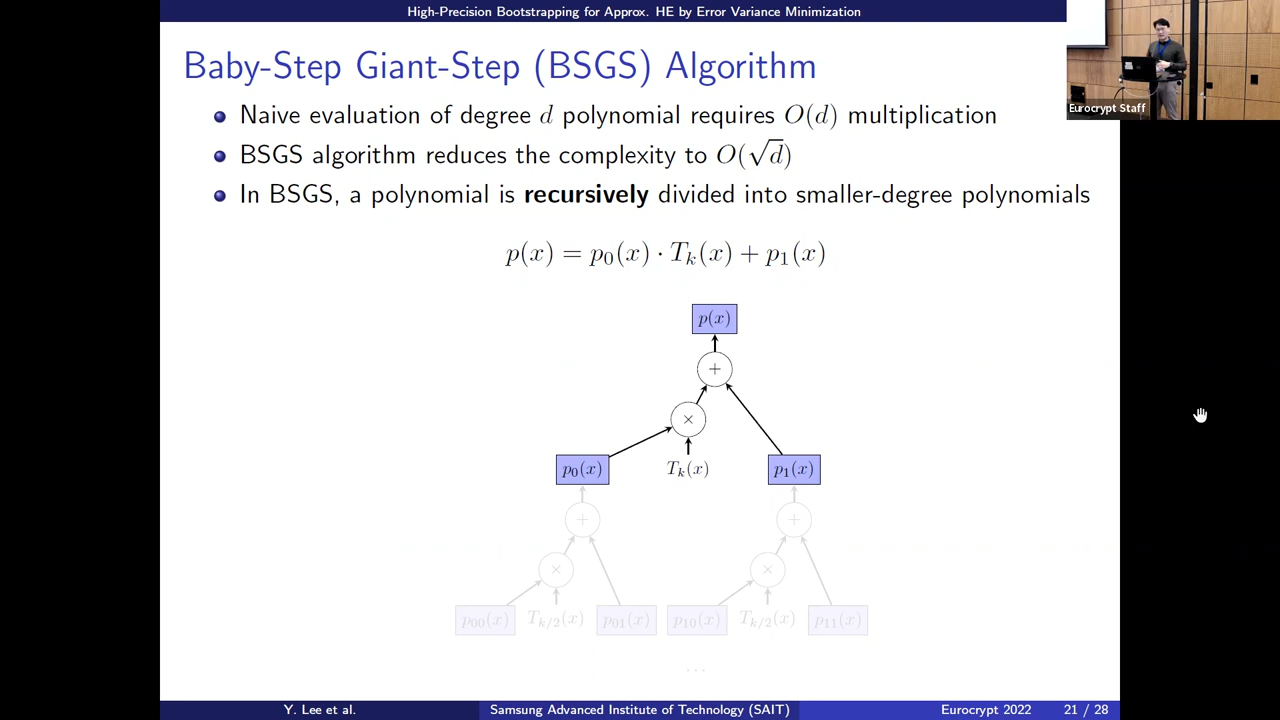 High-Precision Bootstrapping for Approx. HE by Error Variance Minimization
Eurocrypt Staff
Baby-Step Giant-Step (BSGS) Algorithm
Naive evaluation of degree d polynomial requires O(d) multiplication
BSGS algorithm reduces the complexity to O(√d)
In BSGS, a polynomial is recursively divided into smaller-degree polynomials
p(x) = p₀(x) · Tₖ(x) + p₁(x)
p(x)
+
×
p₀(x) Tₖ(x) p₁(x)
+ +
× ×
p₀₀(x) Tₖ/₂(x) p₀₁(x) p₁₀(x) Tₖ/₂(x) p₁₁(x)
...
Y. Lee et al. Samsung Advanced Institute of Technology (SAIT) Eurocrypt 2022 21 / 28